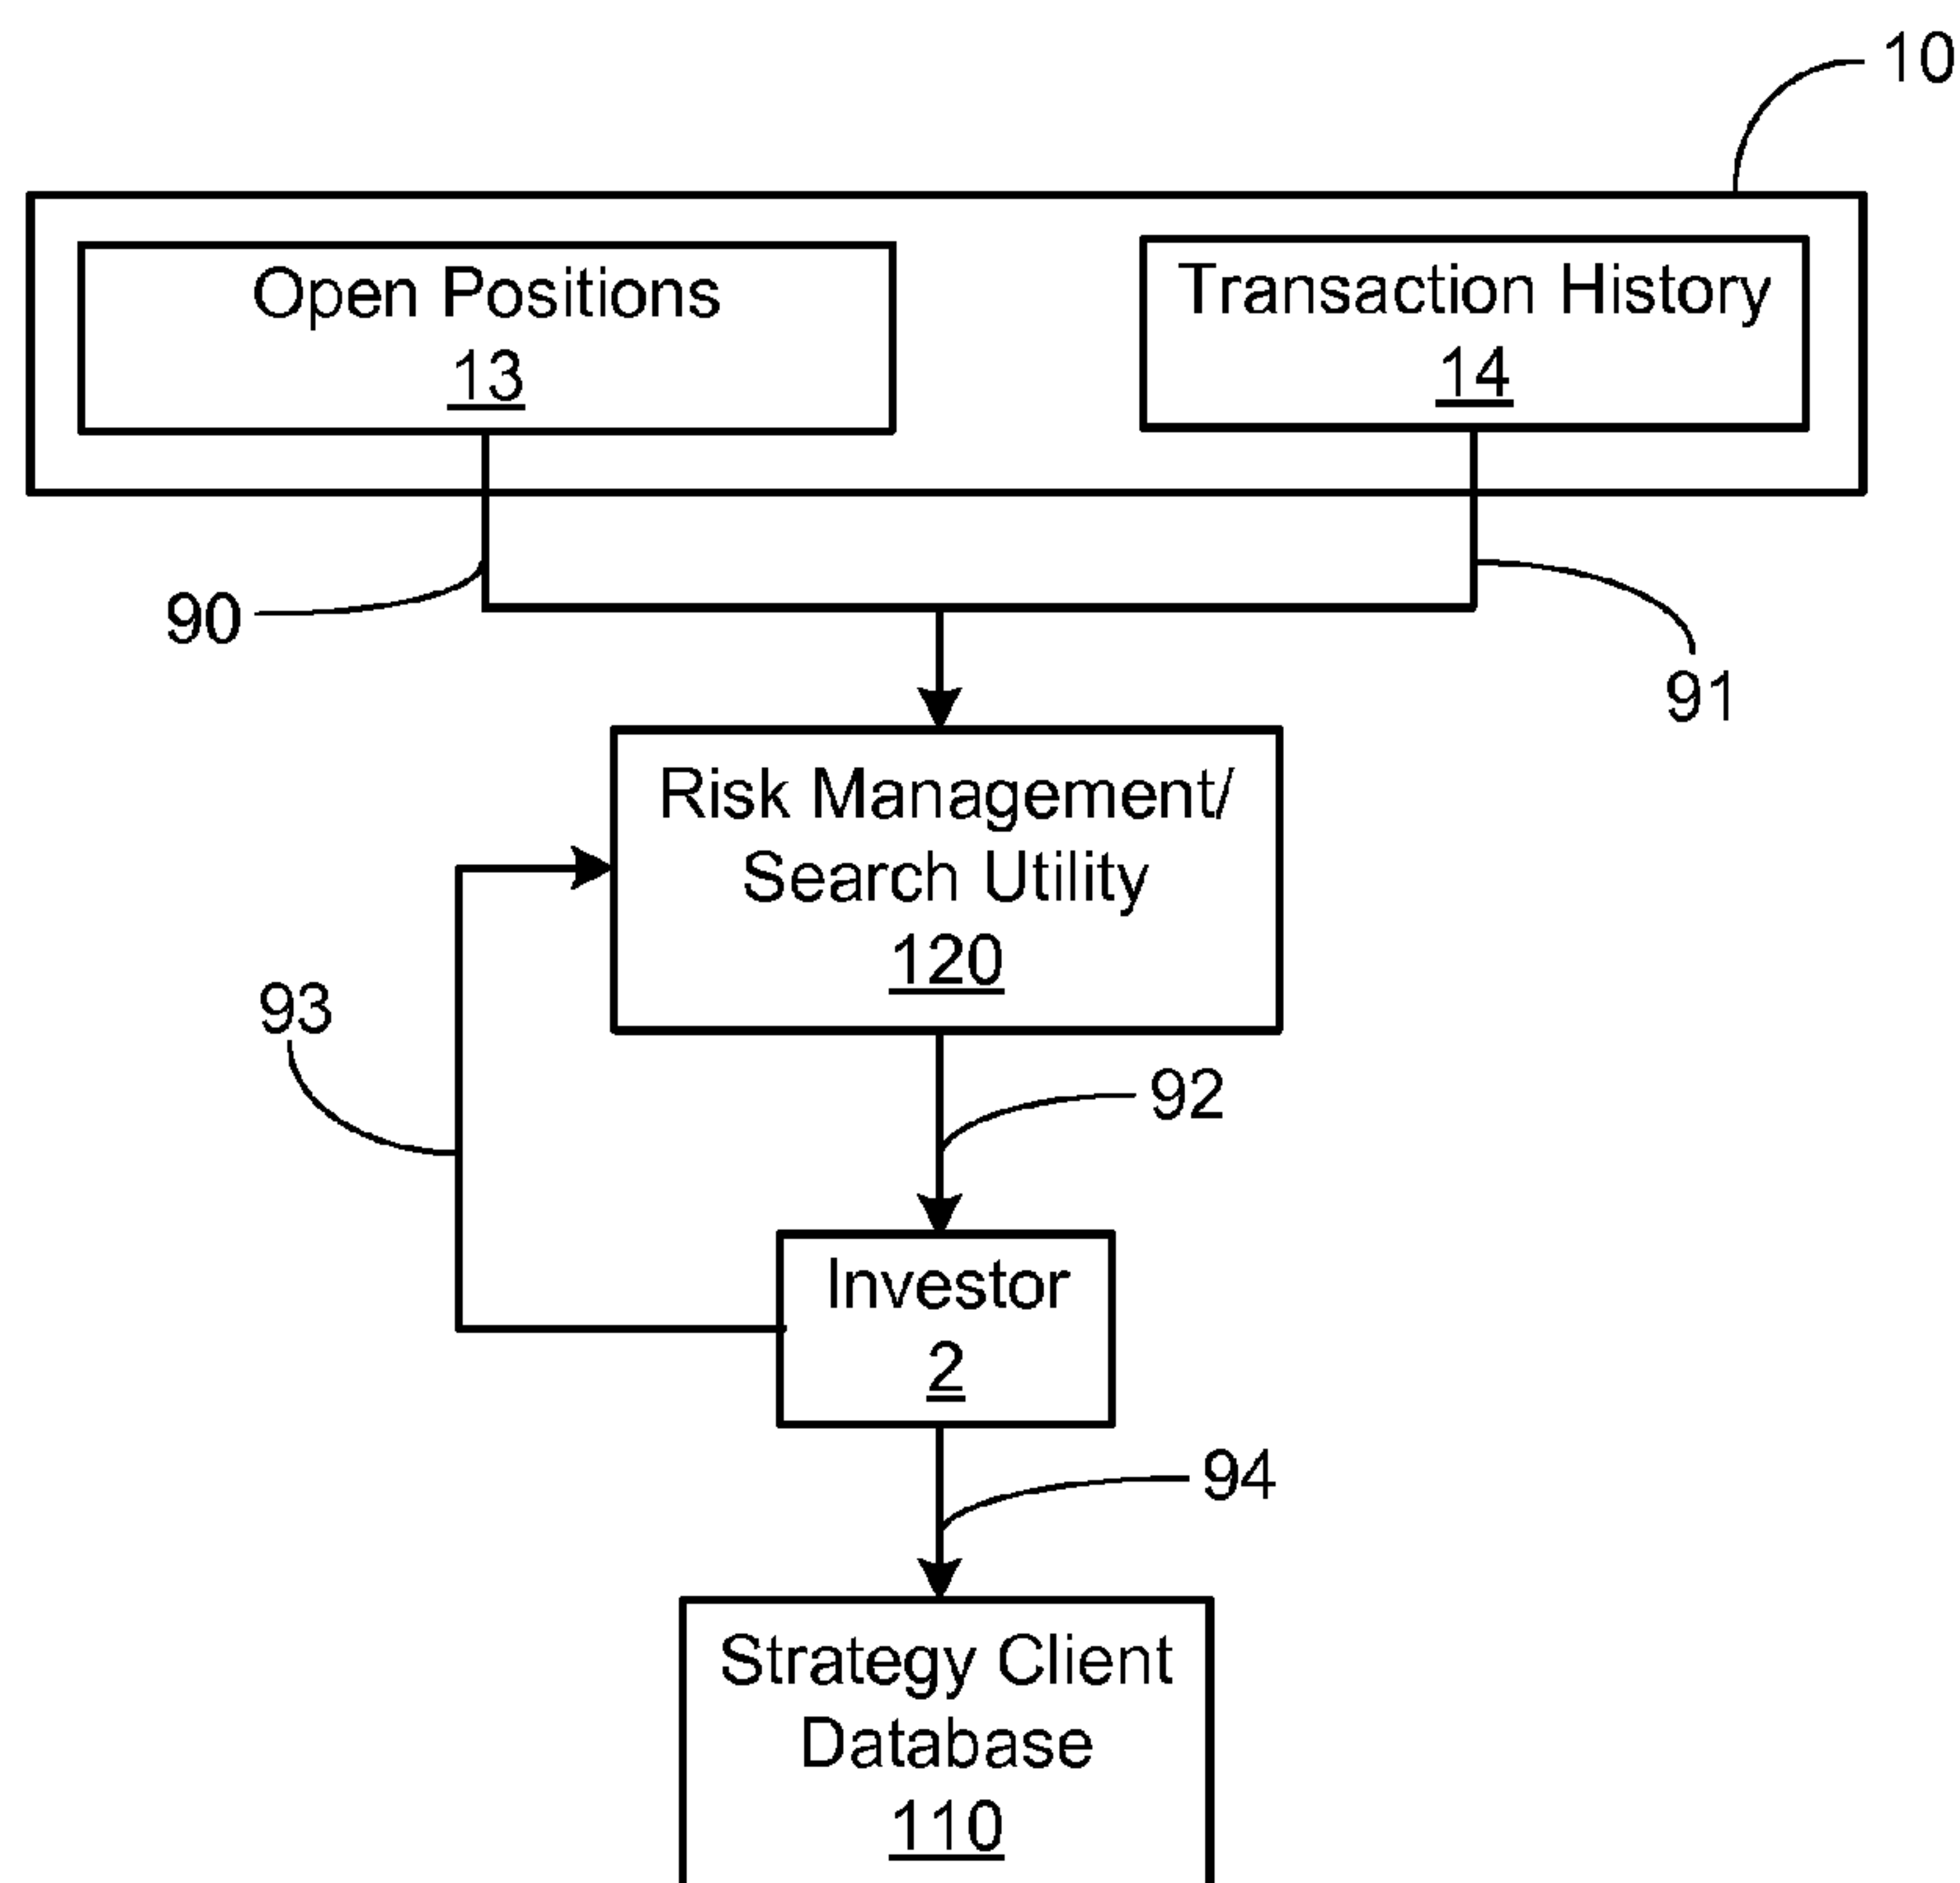 10
Open Positions
13
Transaction History
14
90
91
Risk Management/
Search Utility
120
93
92
Investor
2
94
Strategy Client
Database
110